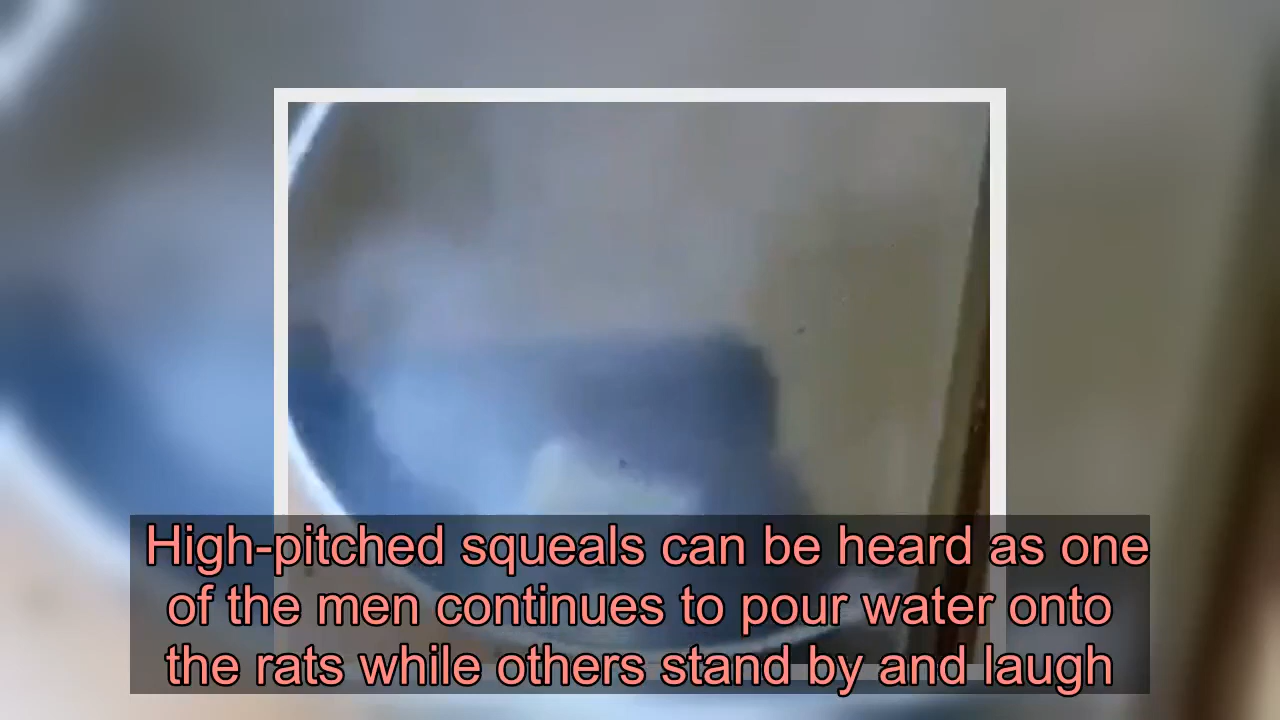 High-pitched squeals can be heard as one
of the men continues to pour water onto
the rats while others stand by and laugh